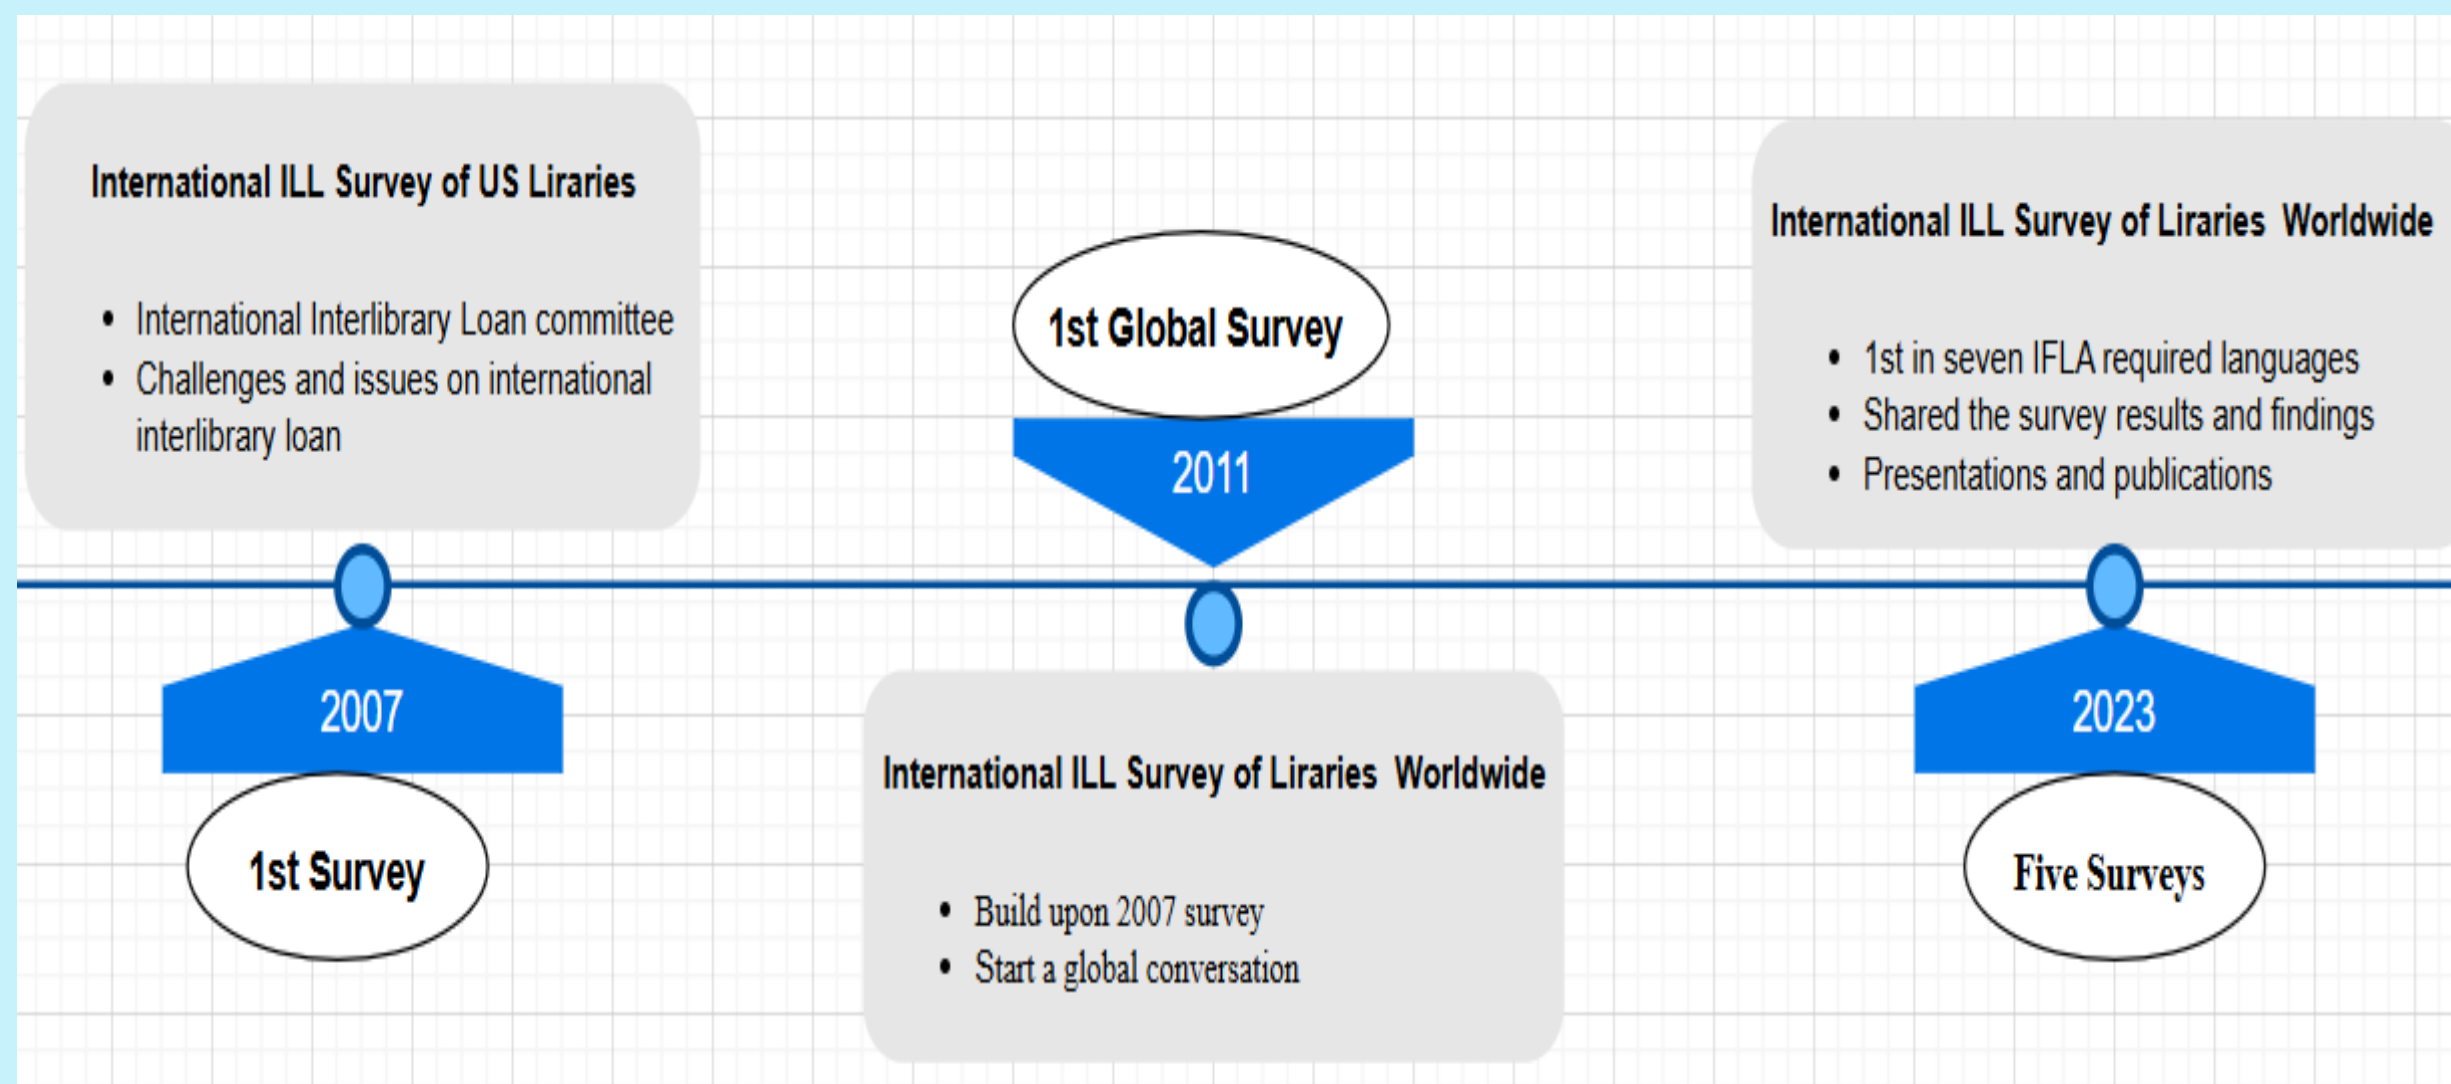 International ILL Survey of US Liraries
• International Interlibrary Loan committee
• Challenges and issues on international
interlibrary loan
2007
1st Survey
1st Global Survey
2011
International ILL Survey of Liraries Worldwide
• Build upon 2007 survey
• Start a global conversation
International ILL Survey of Liraries Worldwide
• 1st in seven IFLA required languages
• Shared the survey results and findings
• Presentations and publications
2023
Five Surveys